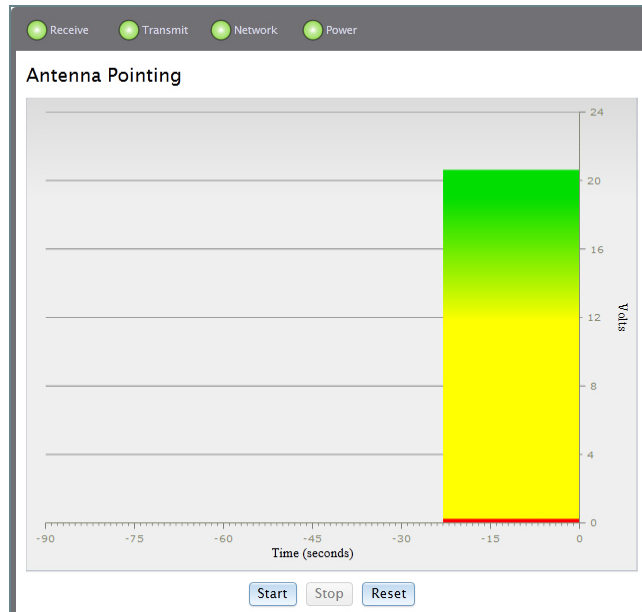 Receive Transmit Network Power
Antenna Pointing
24
20
16
12
Volts
8
4
0
-90 -75 -60 -45 -30 -15 0
Time (seconds)
Start Stop Reset